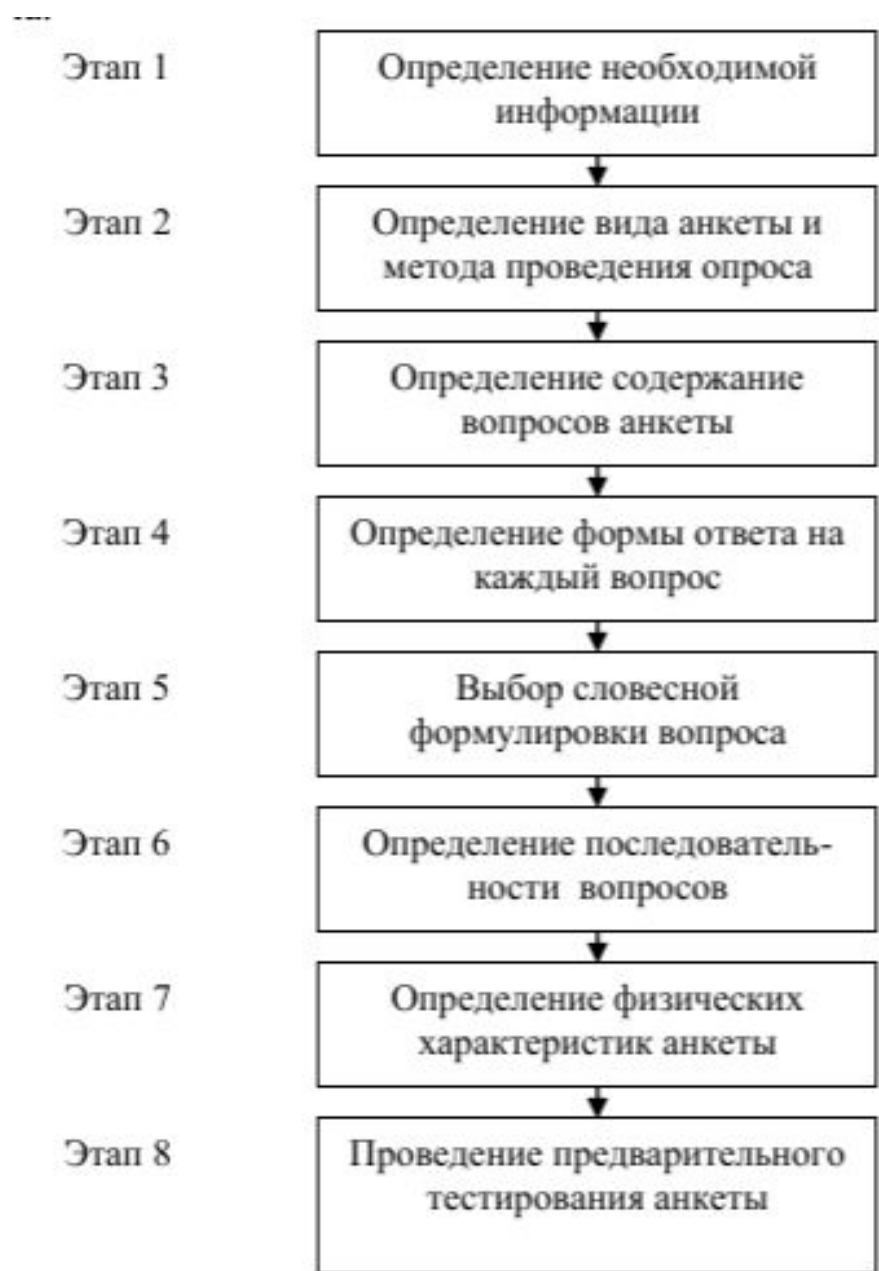 Этап 1
Определение необходимой
информации
Этап 2
Определение вида анкеты и
метода проведения опроса
Этап 3
Определение содержание
вопросов анкеты
Этап 4
Определение формы ответа на
каждый вопрос
Этап 5
Выбор словесной
формулировки вопроса
Этап 6
Определение последователь-
ности вопросов
Этап 7
Определение физических
характеристик анкеты
Этап 8
Проведение предварительного
тестирования анкеты